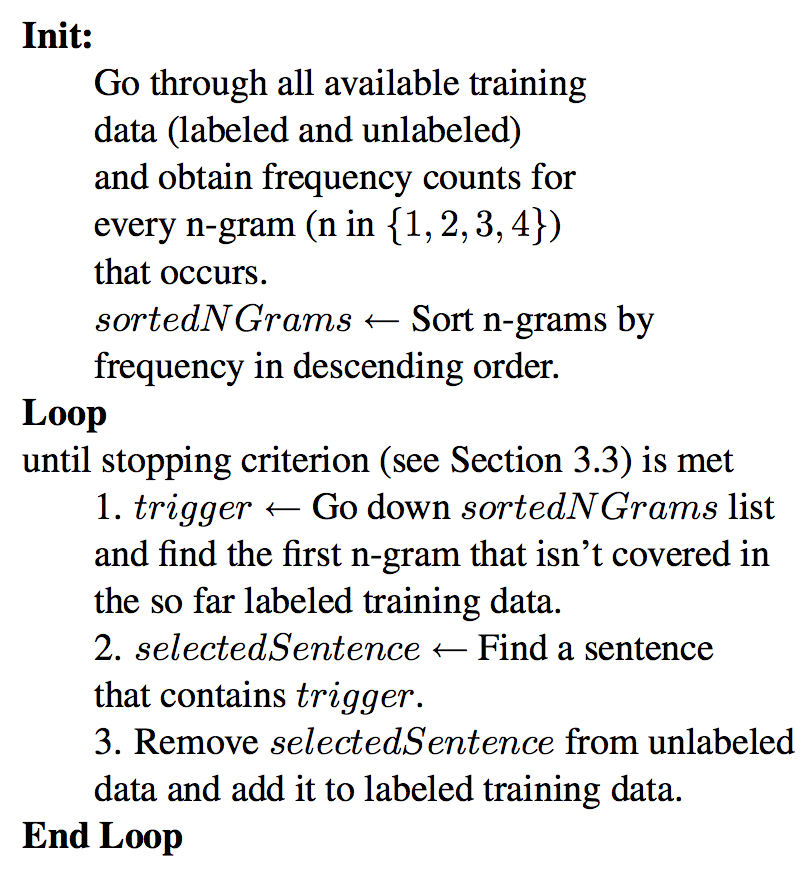 Init:
Go through all available training
data (labeled and unlabeled)
and obtain frequency counts for
every n-gram (n in {1, 2, 3, 4})
that occurs.
sortedNGrams ← Sort n-grams by
frequency in descending order.
Loop
until stopping criterion (see Section 3.3) is met
1. trigger ← Go down sortedNGrams list
and find the first n-gram that isn’t covered in
the so far labeled training data.
2. selectedSentence ← Find a sentence
that contains trigger.
3. Remove selectedSentence from unlabeled
data and add it to labeled training data.
End Loop